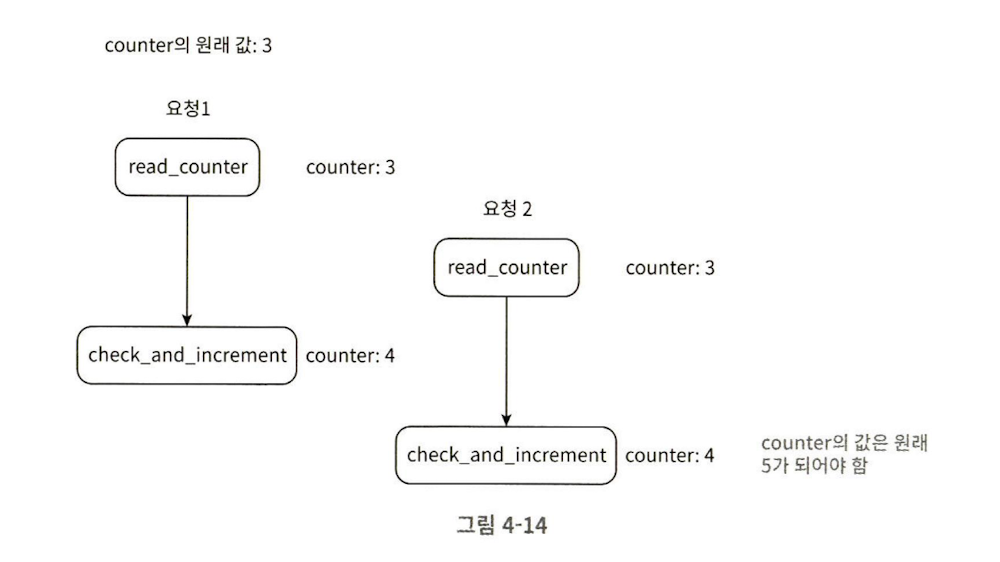 counter의 원래 값: 3
요청1
read_counter
counter: 3
요청 2
read_counter
counter: 3
check_and_increment
counter: 4
check_and_increment
counter: 4
counter의 값은 원래
5가 되어야 함
그림 4-14